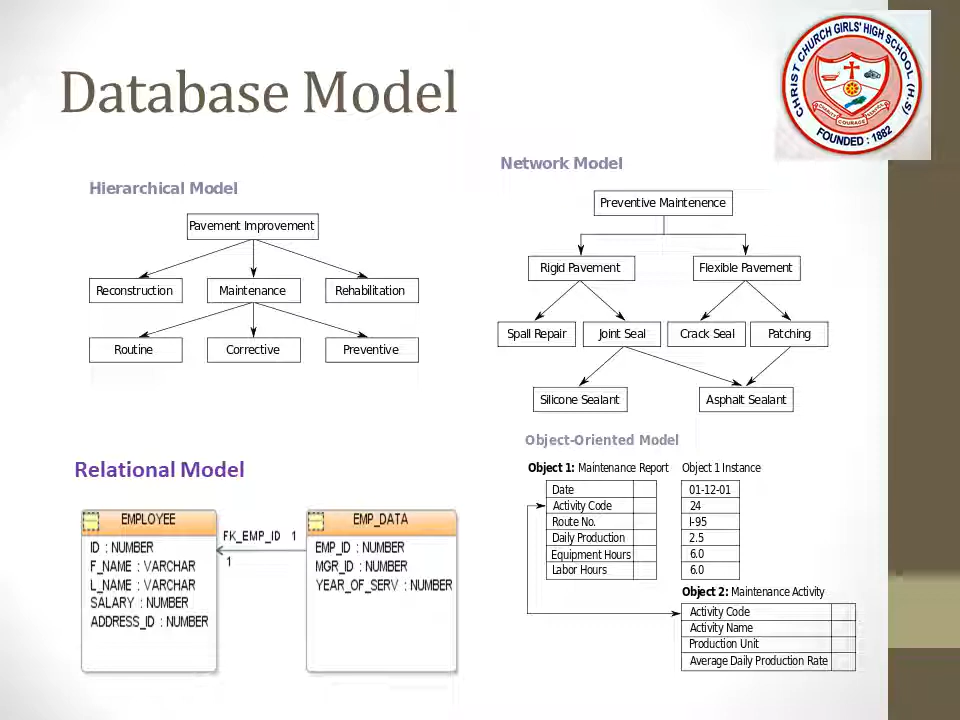 Database Model
CHRIST CHURCH GIRLS' HIGH SCHOOL (H.S)
CHARITY COURAGE SERVICE
FOUNDED : 1882
Hierarchical Model
Pavement Improvement
Reconstruction Maintenance Rehabilitation
Routine Corrective Preventive
Network Model
Preventive Maintenence
Rigid Pavement Flexible Pavement
Spall Repair Joint Seal Crack Seal Patching
Silicone Sealant Asphalt Sealant
Relational Model
EMPLOYEE
ID : NUMBER
F_NAME : VARCHAR
L_NAME : VARCHAR
SALARY : NUMBER
ADDRESS_ID : NUMBER
FK_EMP_ID 1
1
EMP_DATA
EMP_ID : NUMBER
MGR_ID : NUMBER
YEAR_OF_SERV : NUMBER
Object-Oriented Model
Object 1: Maintenance Report Object 1 Instance
Date 01-12-01
Activity Code 24
Route No. I-95
Daily Production 2.5
Equipment Hours 6.0
Labor Hours 6.0
Object 2: Maintenance Activity
Activity Code
Activity Name
Production Unit
Average Daily Production Rate